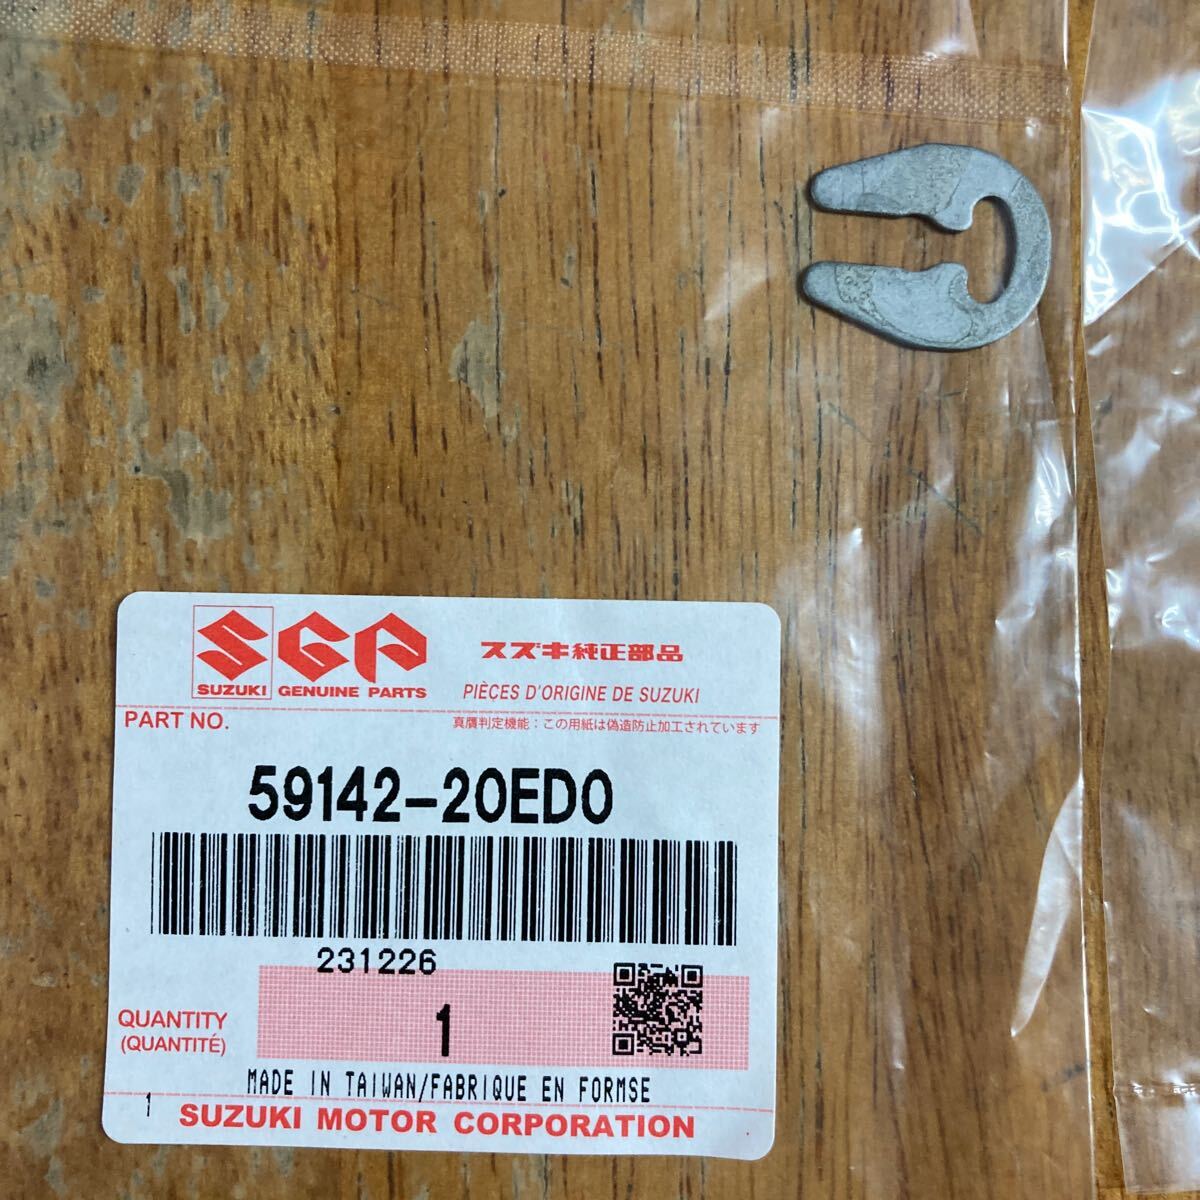 SGP
スズキ純正部品
SUZUKI GENUINE PARTS
PIÈCES D'ORIGINE DE SUZUKI
PART NO.
真贋判定機能：この用紙は偽造防止加工されています
59142-20ED0
231226
QUANTITY
(QUANTITÉ)
1
MADE IN TAIWAN/FABRIQUE EN FORMSE
1
SUZUKI MOTOR CORPORATION